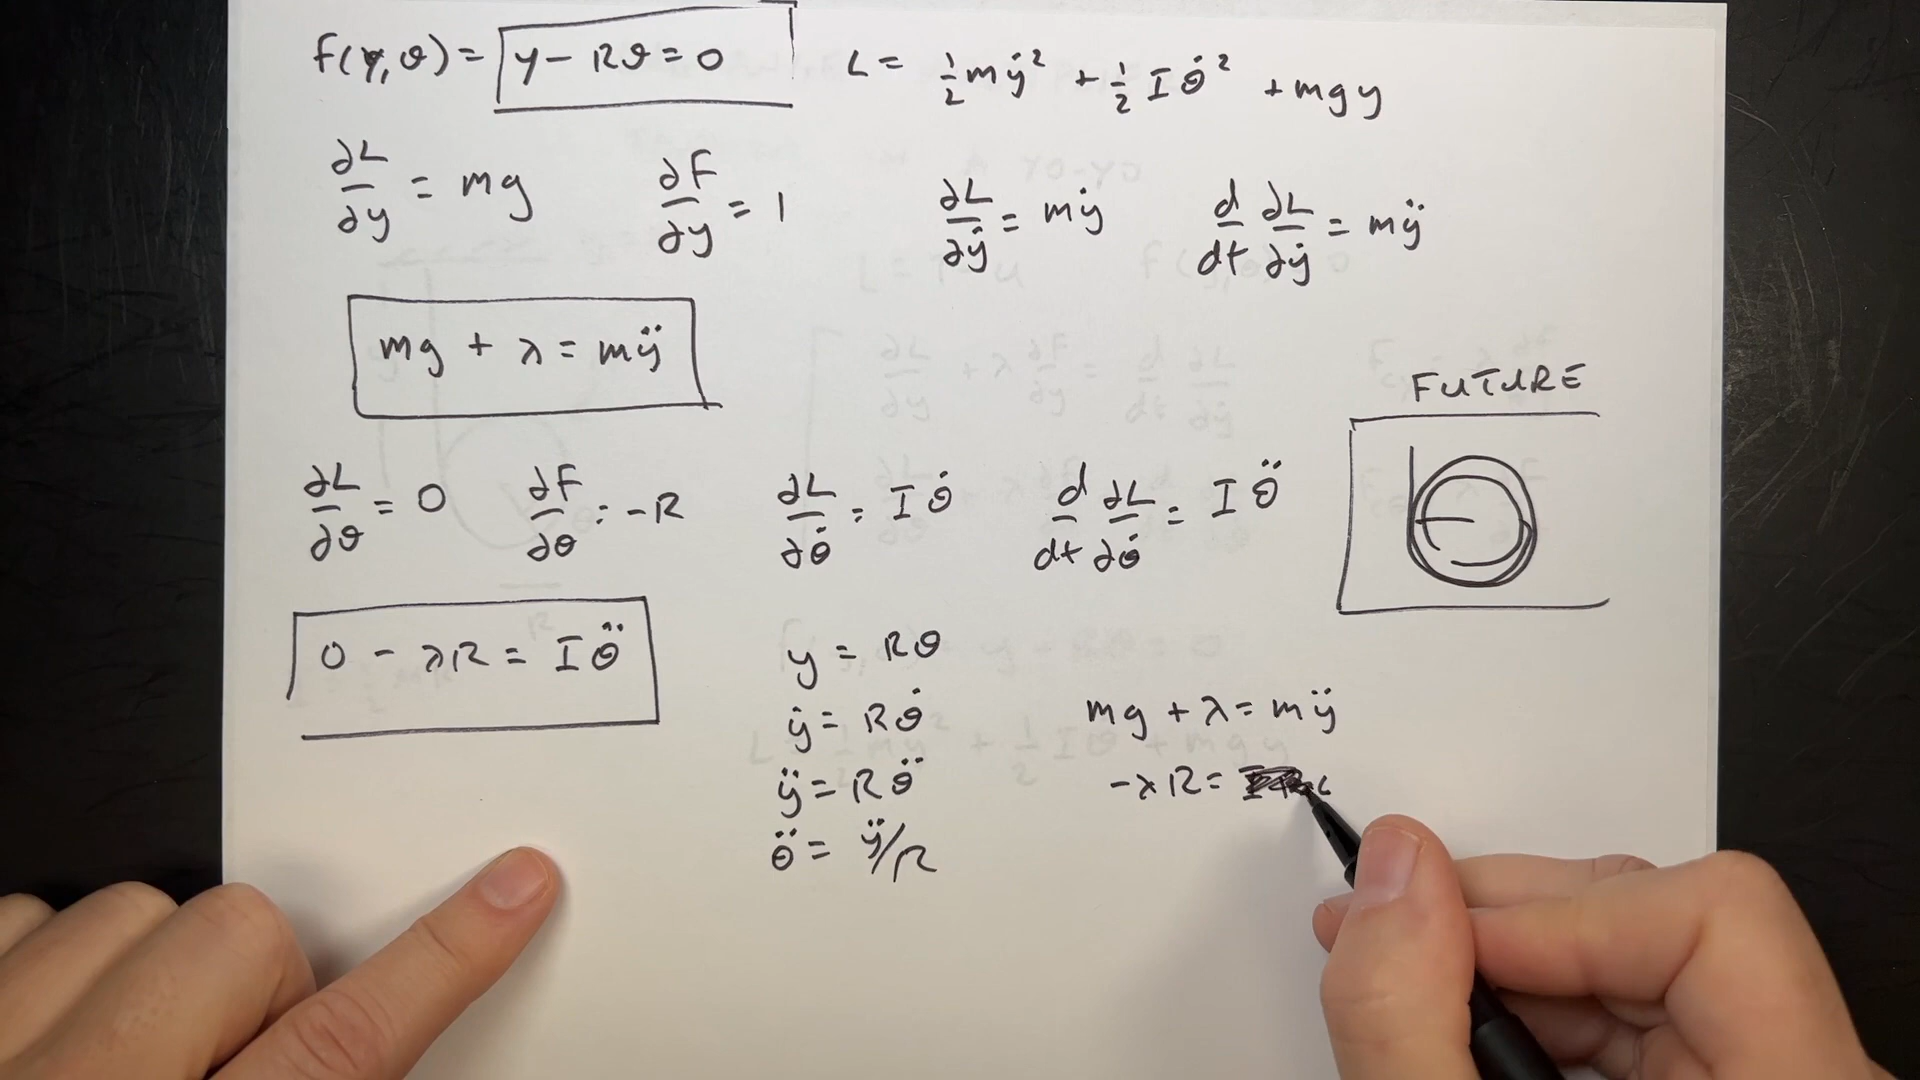 f(y, θ) = y - Rθ = 0
L = ½mẏ² + ½Iθ̇² + mgy
∂L/∂y = mg
∂F/∂y = 1
∂L/∂ẏ = mẏ
d/dt ∂L/∂ẏ = mÿ
mg + λ = mÿ
FUTURE
∂L/∂θ = 0
∂F/∂θ : -R
∂L/∂θ̇ = Iθ̇
d/dt ∂L/∂θ̇ = Iθ̈
0 - λR = Iθ̈
y = Rθ
ẏ = Rθ̇
ÿ = Rθ̈
θ̈ = ÿ/R
mg + λ = mÿ
-λR =